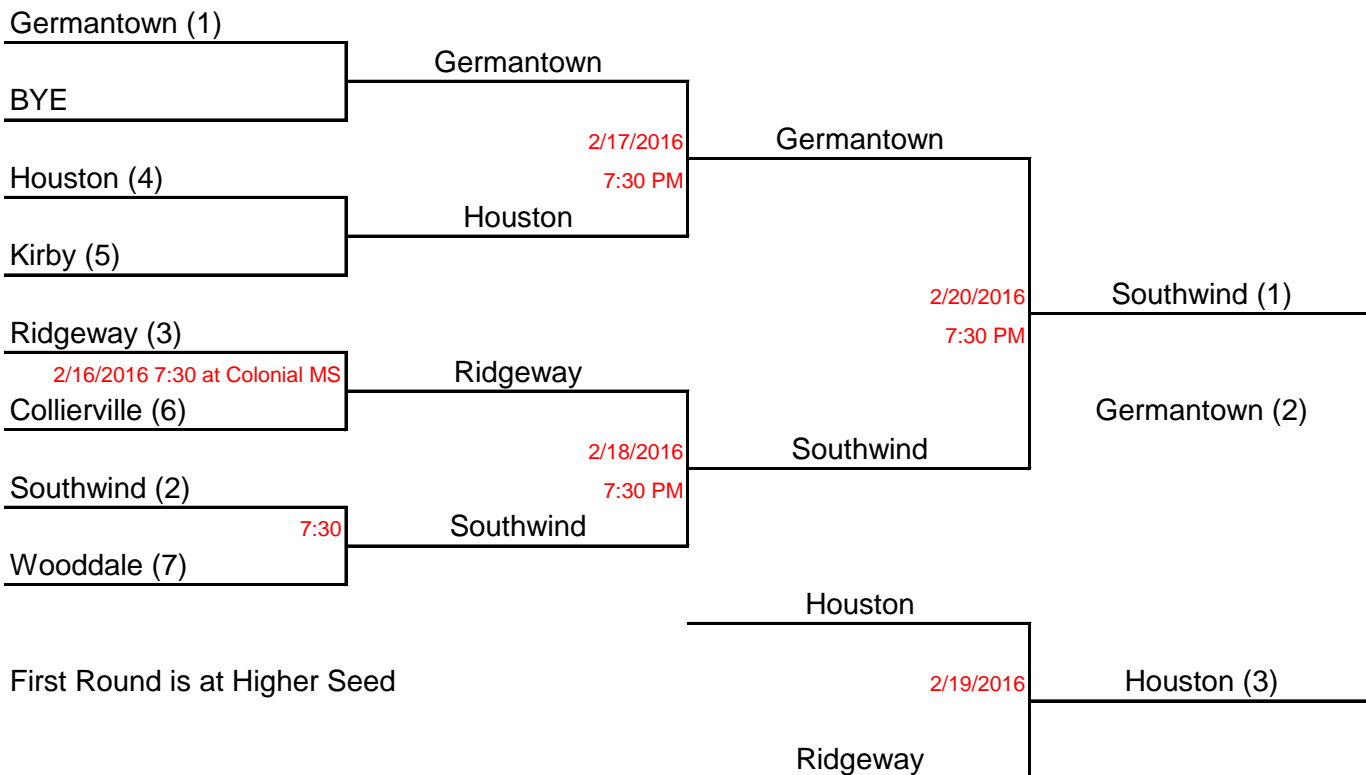 Germantown (1)
Germantown
BYE
2/17/2016
7:30 PM
Germantown
Houston (4)
Houston
Kirby (5)
2/20/2016
7:30 PM
Southwind (1)
Ridgeway (3)
2/16/2016 7:30 at Colonial MS
Ridgeway
Collierville (6)
Germantown (2)
2/18/2016
7:30 PM
Southwind
Southwind (2)
7:30
Southwind
Wooddale (7)
Houston
First Round is at Higher Seed
2/19/2016
Houston (3)
Ridgeway